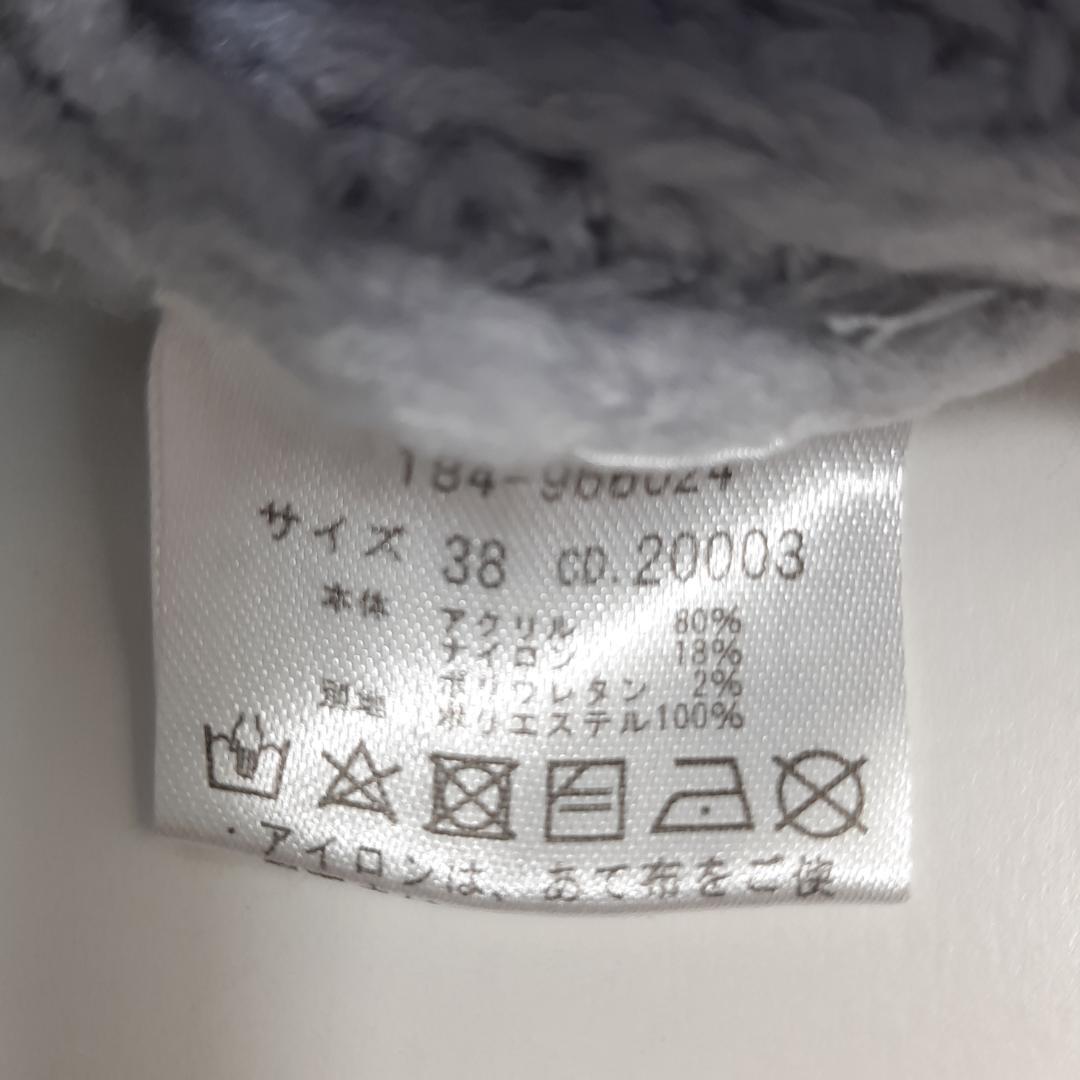 184-966024
サイズ 38 CD.20003
本体 アクリル 80%
ナイロン 18%
ポリウレタン 2%
別地 ポリエステル100%
・アイロンは、あて布をご使